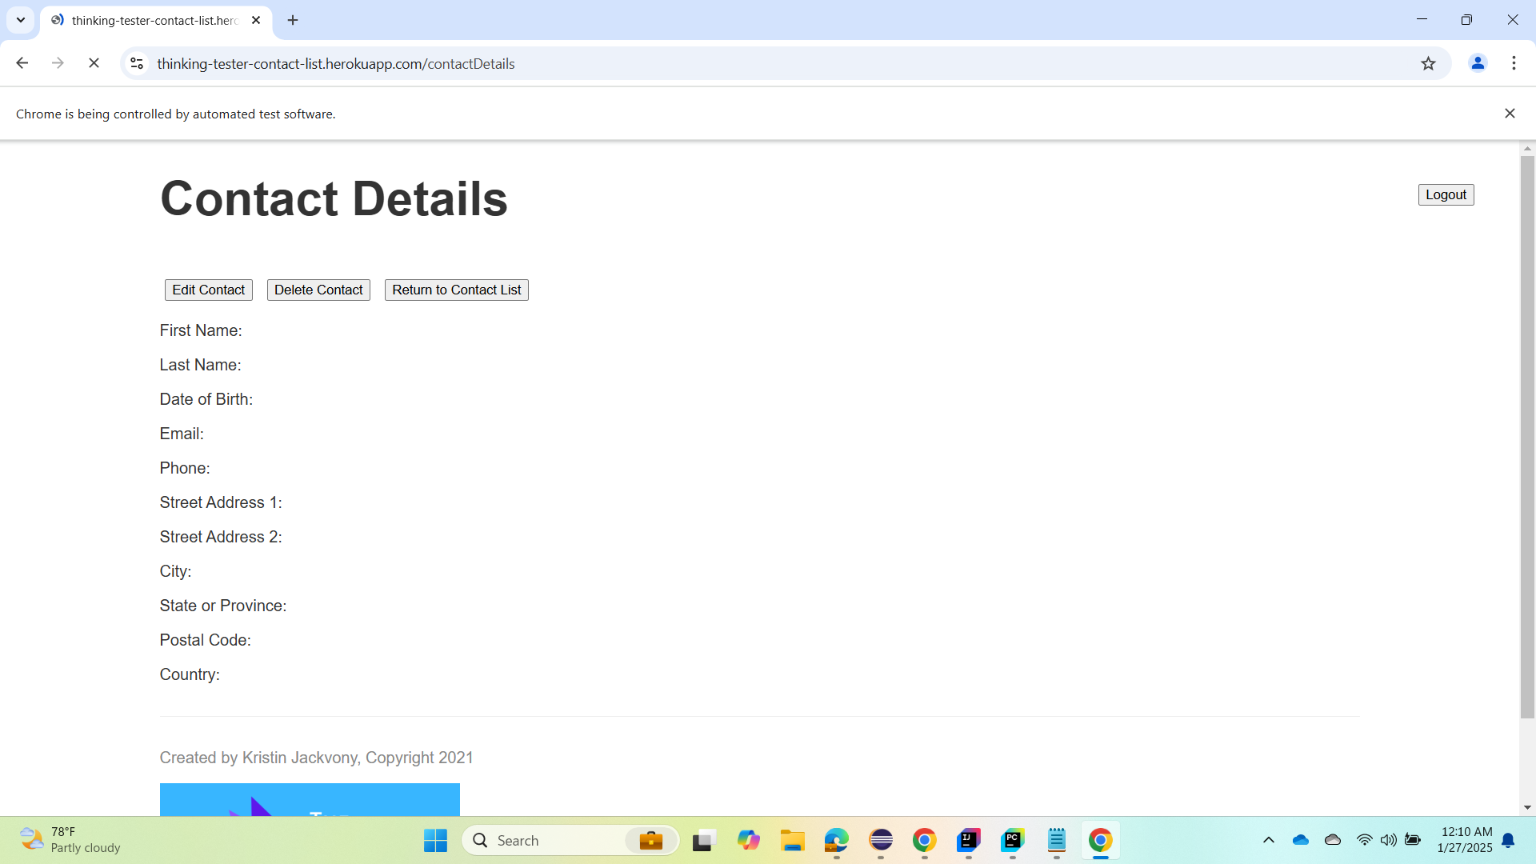 thinking-tester-contact-list.herc
thinking-tester-contact-list.herokuapp.com/contactDetails
Chrome is being controlled by automated test software.
Contact Details
Logout
Edit Contact Delete Contact Return to Contact List
First Name:
Last Name:
Date of Birth:
Email:
Phone:
Street Address 1:
Street Address 2:
City:
State or Province:
Postal Code:
Country:
Created by Kristin Jackvony, Copyright 2021
78°F
Partly cloudy
Search
IJ
PC
12:10 AM
1/27/2025